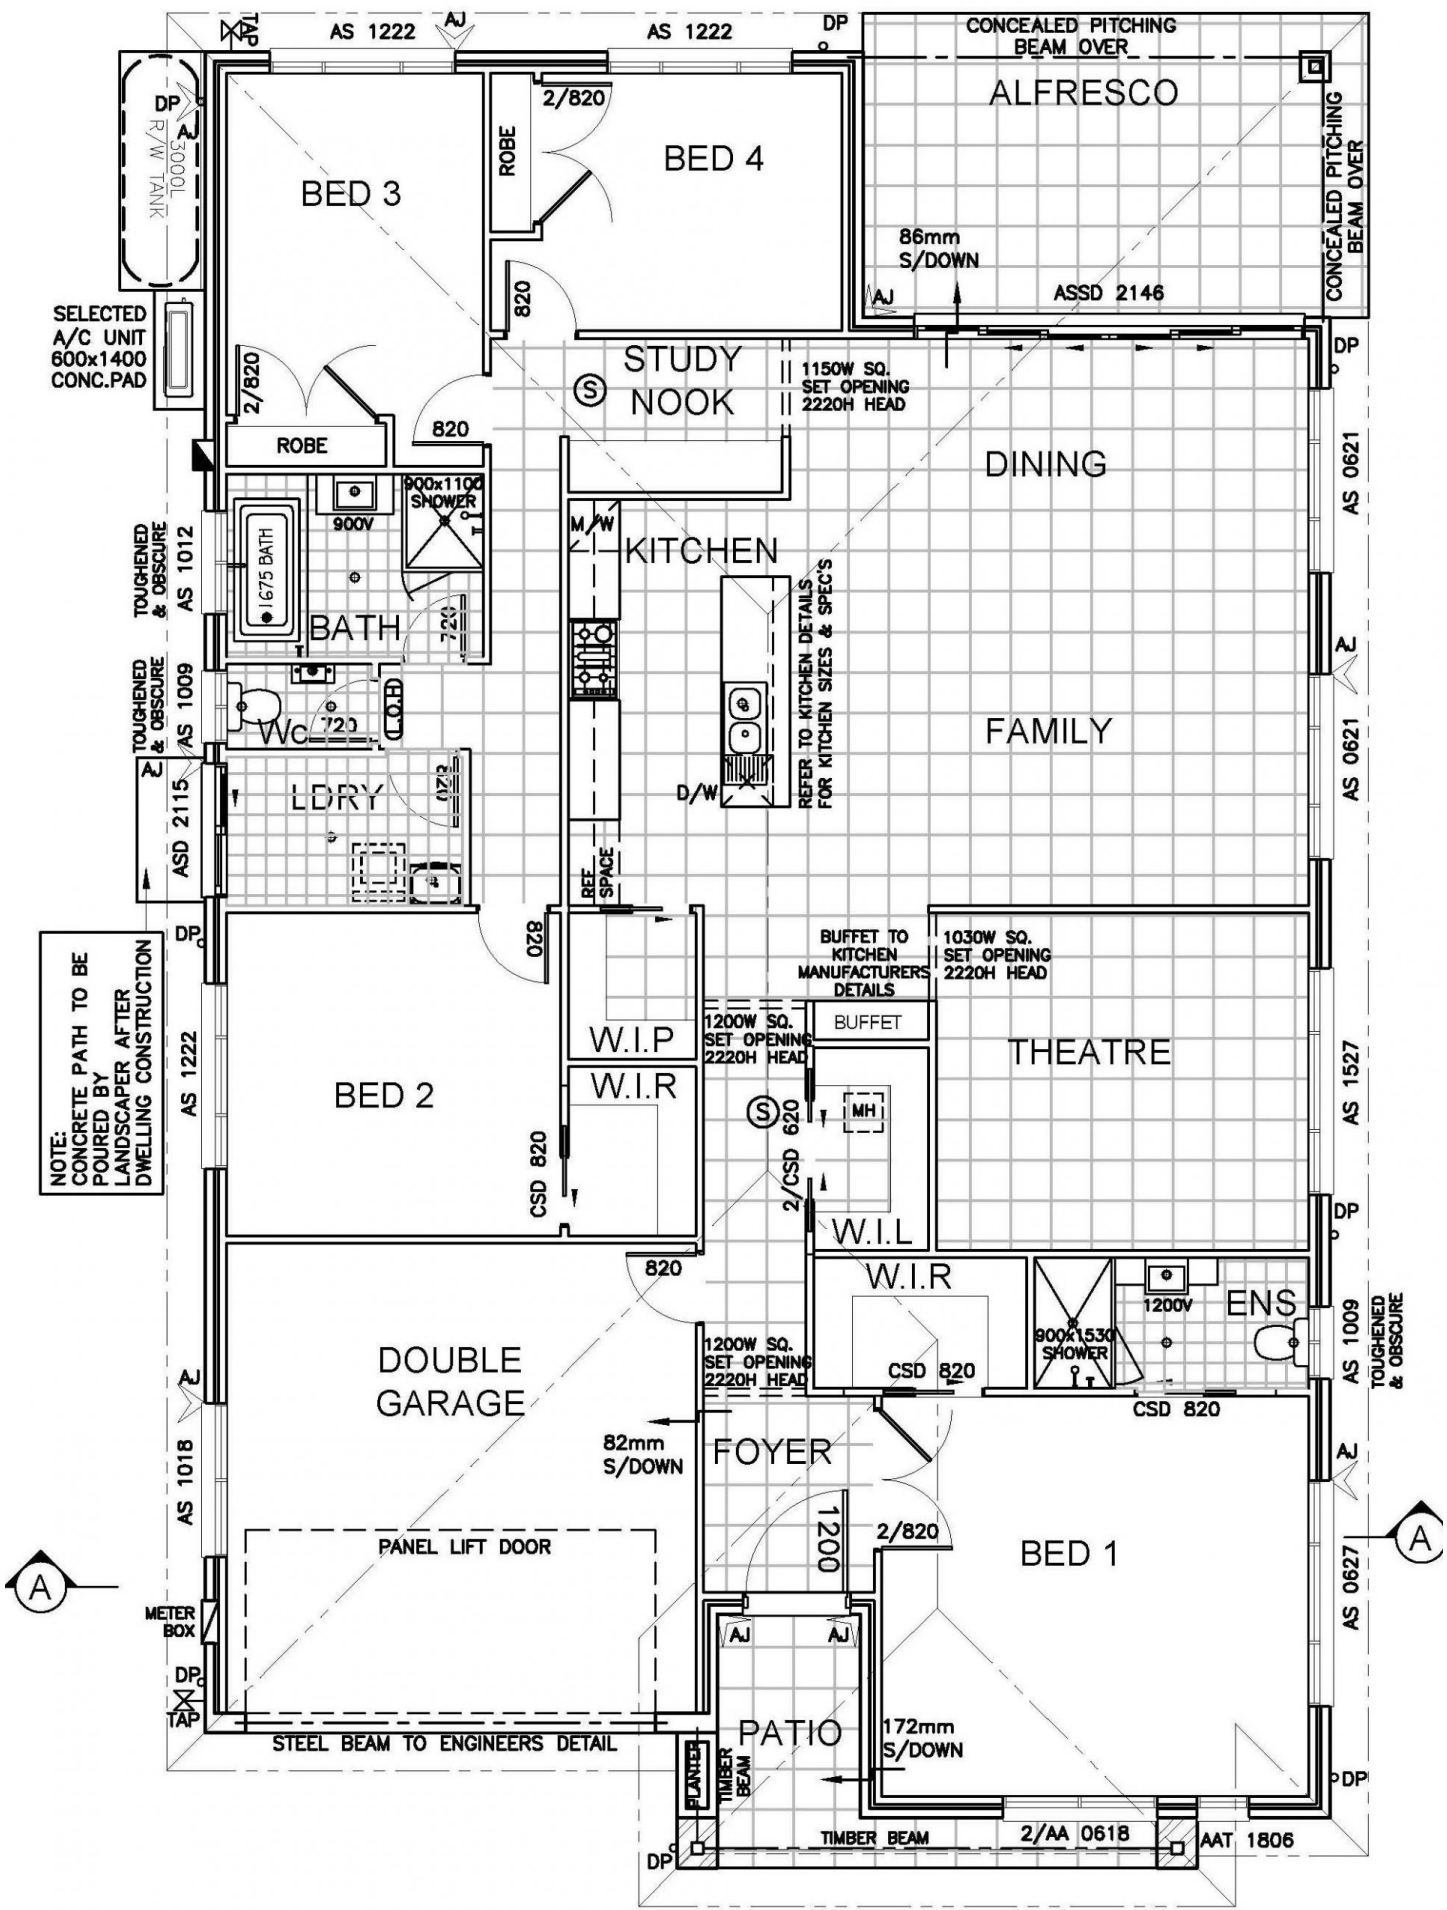 TAP
AS 1222
AJ
AS 1222
DP
CONCEALED PITCHING
BEAM OVER
ALFRESCO
CONCEALED PITCHING
BEAM OVER
DP
AJ
3000L
R/W TANK
BED 3
ROBE
2/820
BED 4
86mm
S/DOWN
AJ
ASSD 2146
SELECTED
A/C UNIT
600x1400
CONC.PAD
820
2/820
STUDY
NOOK
S
1150W SQ.
SET OPENING
2220H HEAD
DP
820
ROBE
DINING
AS 0621
900x1100
SHOWER
900V
M/W
KITCHEN
TOUGHENED
& OBSCURE
AS 1012
1675 BATH
BATH
720
REFER TO KITCHEN DETAILS
FOR KITCHEN SIZES & SPEC'S
AJ
TOUGHENED
& OBSCURE
AS 1009
Wc
720
H.O.T
FAMILY
AS 0621
AJ
ASD 2115
LDRY
820
D/W
REF
SPACE
DP
820
BUFFET TO
KITCHEN
MANUFACTURERS
DETAILS
1030W SQ.
SET OPENING
2220H HEAD
NOTE:
CONCRETE PATH TO BE
POURED BY
LANDSCAPER AFTER
DWELLING CONSTRUCTION
AS 1222
W.I.P
1200W SQ.
SET OPENING
2220H HEAD
BUFFET
THEATRE
AS 1527
BED 2
W.I.R
S
MH
CSD 820
2/CSD 620
W.I.L
DP
820
W.I.R
1200V
ENS
900x1530
SHOWER
AS 1009
TOUGHENED
& OBSCURE
DOUBLE
GARAGE
1200W SQ.
SET OPENING
2220H HEAD
CSD 820
CSD 820
AJ
AS 1018
82mm
S/DOWN
FOYER
AJ
1200
2/820
PANEL LIFT DOOR
BED 1
A
A
AS 0627
METER
BOX
AJ
AJ
DP
TAP
STEEL BEAM TO ENGINEERS DETAIL
PATIO
172mm
S/DOWN
PLANTER
TIMBER
BEAM
DP
TIMBER BEAM
2/AA 0618
AAT 1806
DP